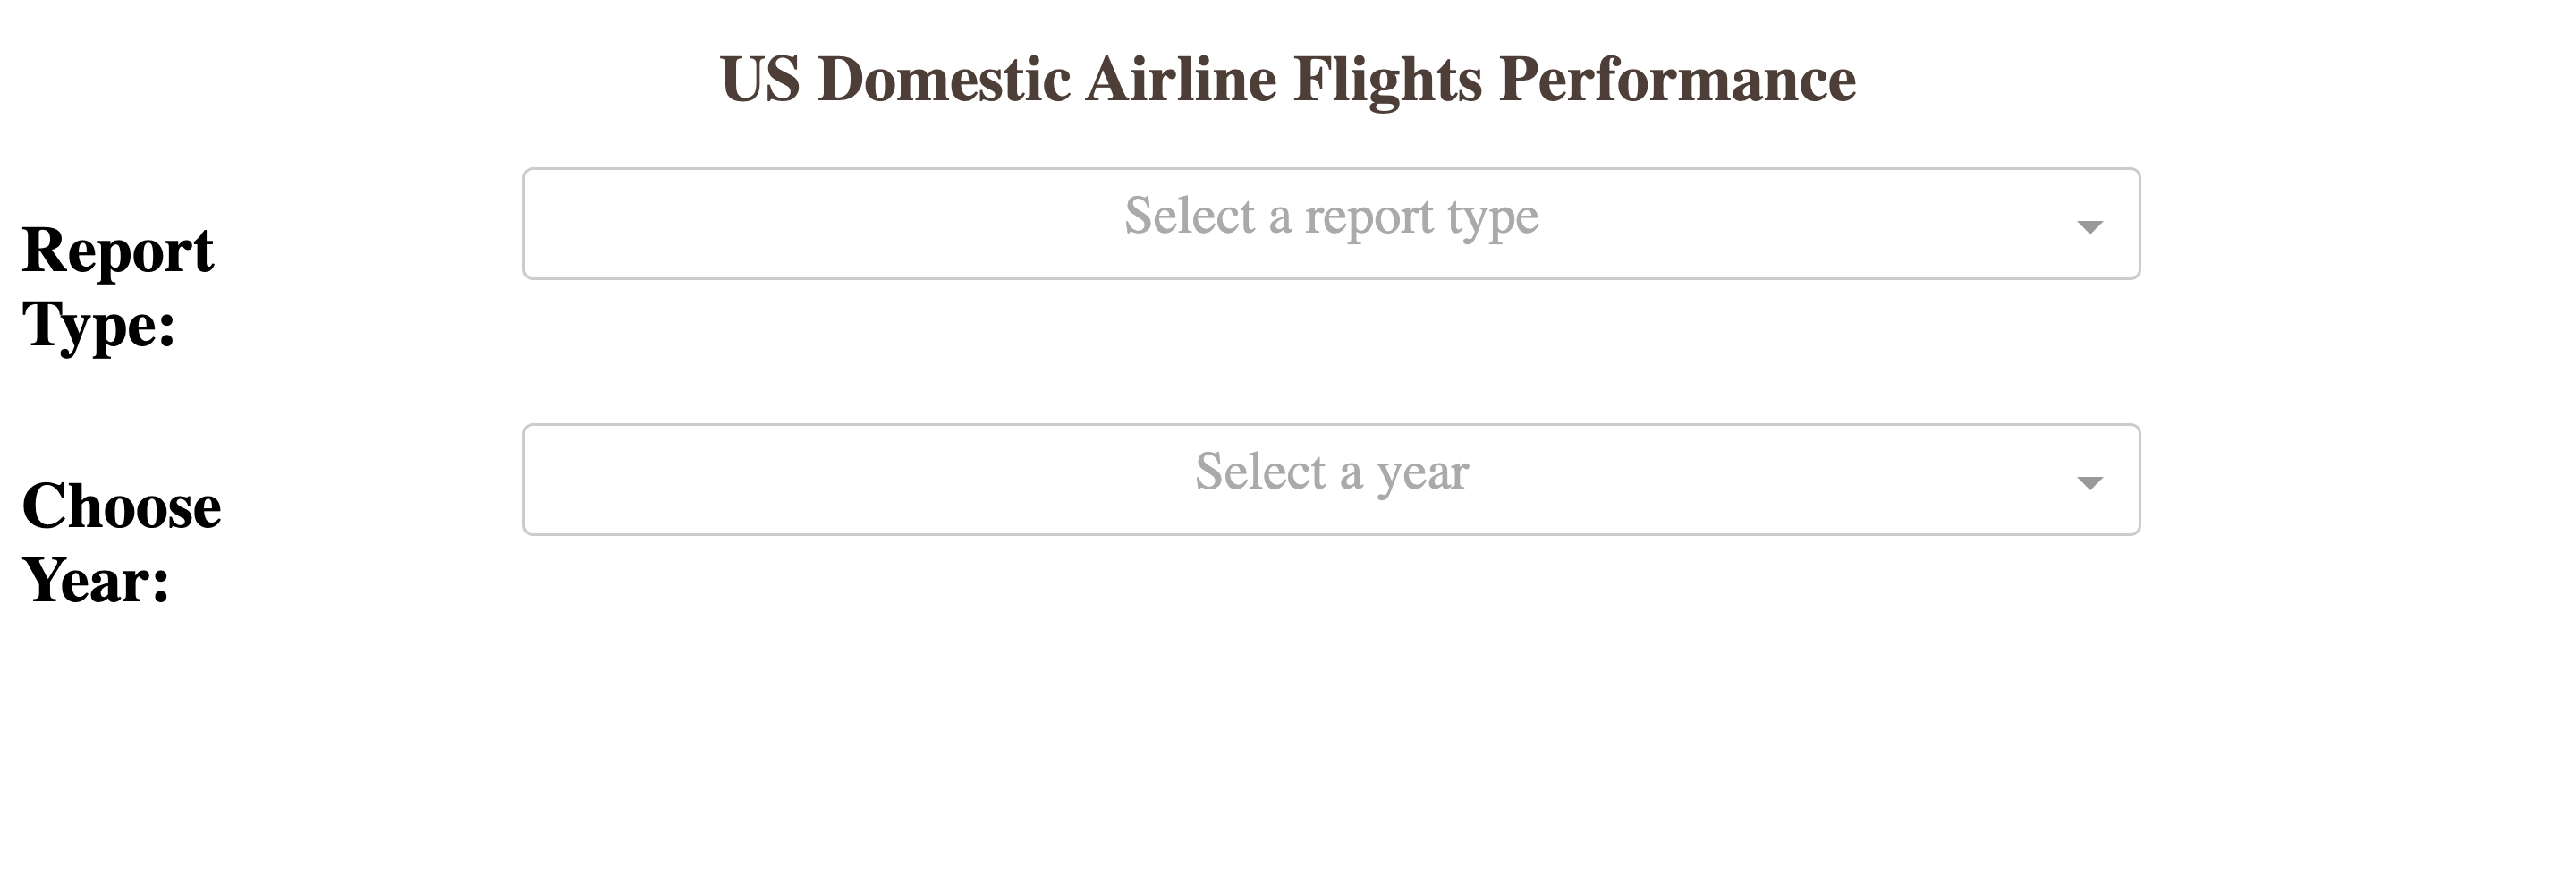 US Domestic Airline Flights Performance
Select a report type
Report
Type:
Select a year
Choose
Year: